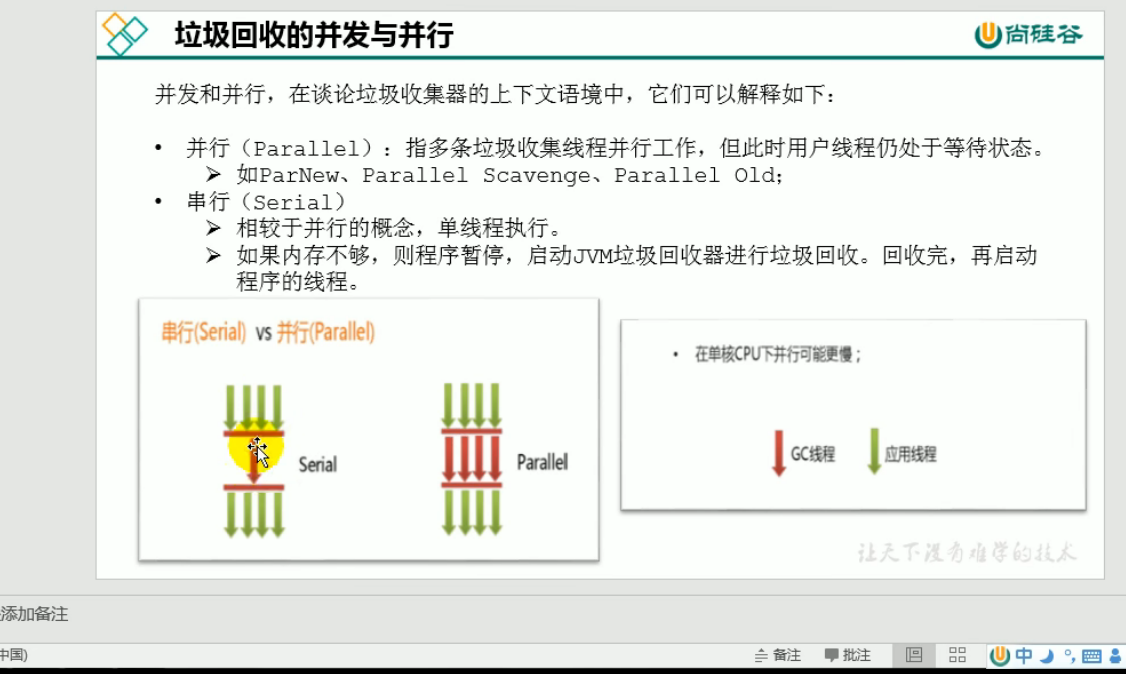 垃圾回收的并发与并行
尚硅谷
并发和并行，在谈论垃圾收集器的上下文语境中，它们可以解释如下：
• 并行（Parallel）：指多条垃圾收集线程并行工作，但此时用户线程仍处于等待状态。
➢ 如ParNew、Parallel Scavenge、Parallel Old；
• 串行（Serial）
➢ 相较于并行的概念，单线程执行。
➢ 如果内存不够，则程序暂停，启动JVM垃圾回收器进行垃圾回收。回收完，再启动
程序的线程。
串行(Serial) vs 并行(Parallel)
Serial
Parallel
• 在单核CPU下并行可能更慢；
GC线程
应用线程
让天下没有难学的技术
添加备注
中国)
备注
批注
中